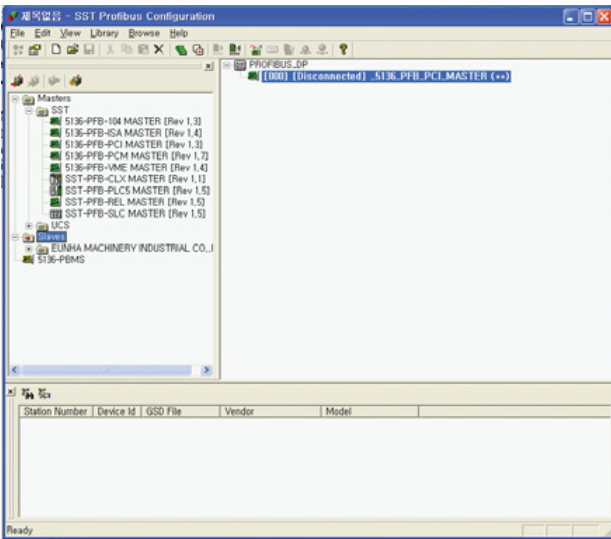 제목없음 - SST Profibus Configuration
File Edit View Library Browse Help
Masters
SST
5136-PFB-104 MASTER [Rev 1,3]
5136-PFB-ISA MASTER [Rev 1,4]
5136-PFB-PCI MASTER [Rev 1,3]
5136-PFB-PCM MASTER [Rev 1,7]
5136-PFB-VME MASTER [Rev 1,4]
SST-PFB-CLX MASTER [Rev 1,1]
SST-PFB-PLC5 MASTER [Rev 1,5]
SST-PFB-REL MASTER [Rev 1,5]
SST-PFB-SLC MASTER [Rev 1,5]
UCS
Slaves
EUNHA MACHINERY INDUSTRIAL CO,,I
5136-PBMS
PROFIBUS_DP
[000] [Disconnected] _5136_PFB_PCI_MASTER (++)
Station Number Device Id GSD File Vendor Model
Ready